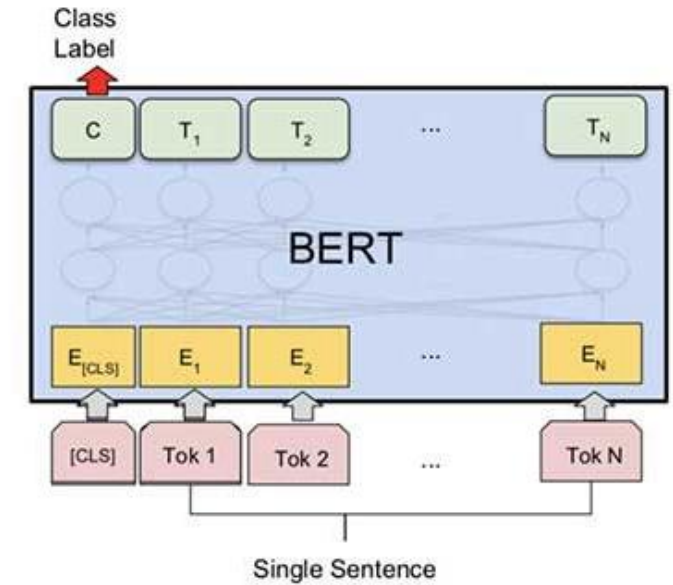 Class
Label
C T1 T2 ... TN
BERT
E[CLS] E1 E2 ... EN
[CLS] Tok 1 Tok 2 ... Tok N
Single Sentence